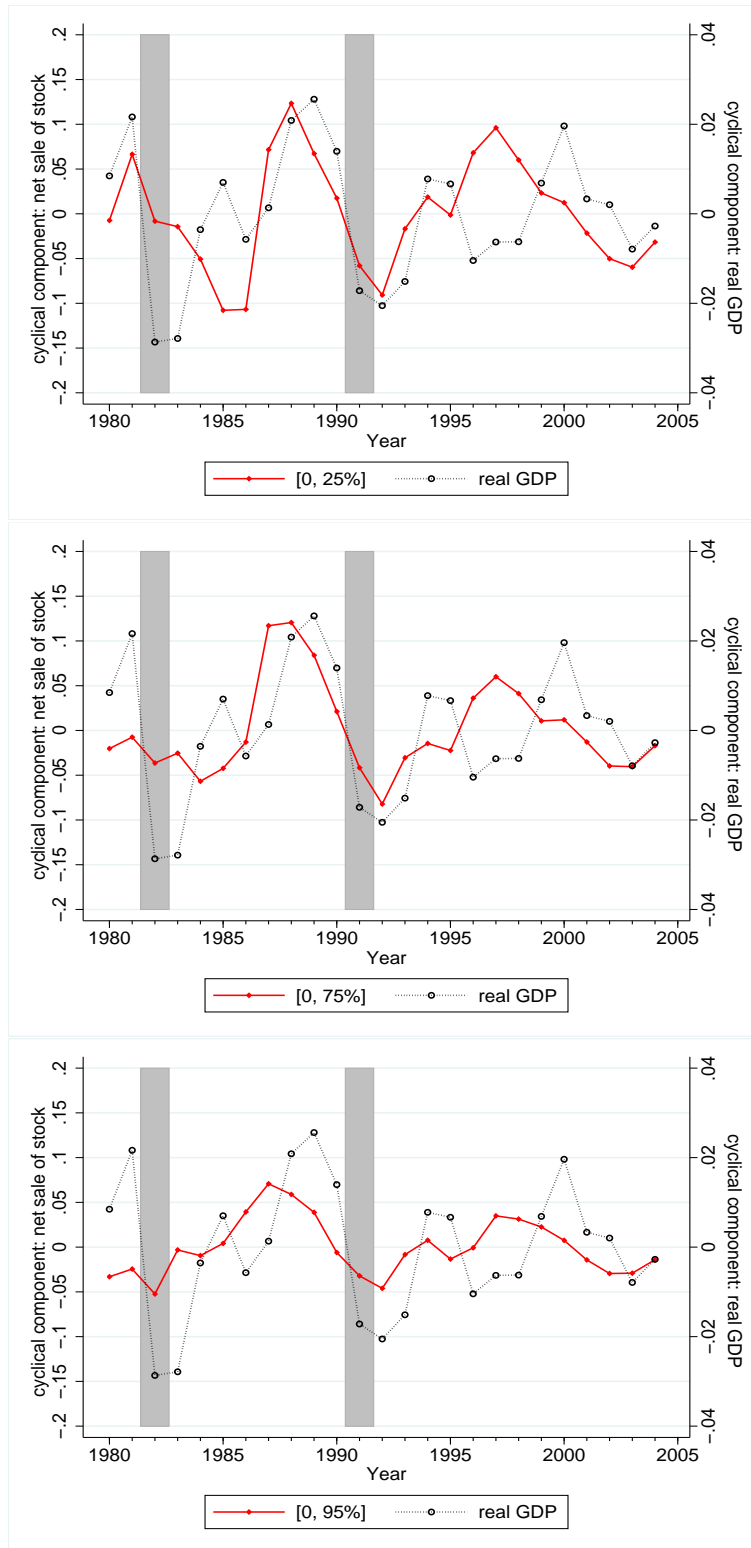 .2
.15
.1
.05
0
-.05
-.1
-.15
-.2
cyclical component: net sale of stock
.04
.02
0
-.02
-.04
cyclical component: real GDP
1980 1985 1990 1995 2000 2005
Year
[0, 25%] real GDP
.2
.15
.1
.05
0
-.05
-.1
-.15
-.2
cyclical component: net sale of stock
.04
.02
0
-.02
-.04
cyclical component: real GDP
1980 1985 1990 1995 2000 2005
Year
[0, 75%] real GDP
.2
.15
.1
.05
0
-.05
-.1
-.15
-.2
cyclical component: net sale of stock
.04
.02
0
-.02
-.04
cyclical component: real GDP
1980 1985 1990 1995 2000 2005
Year
[0, 95%] real GDP